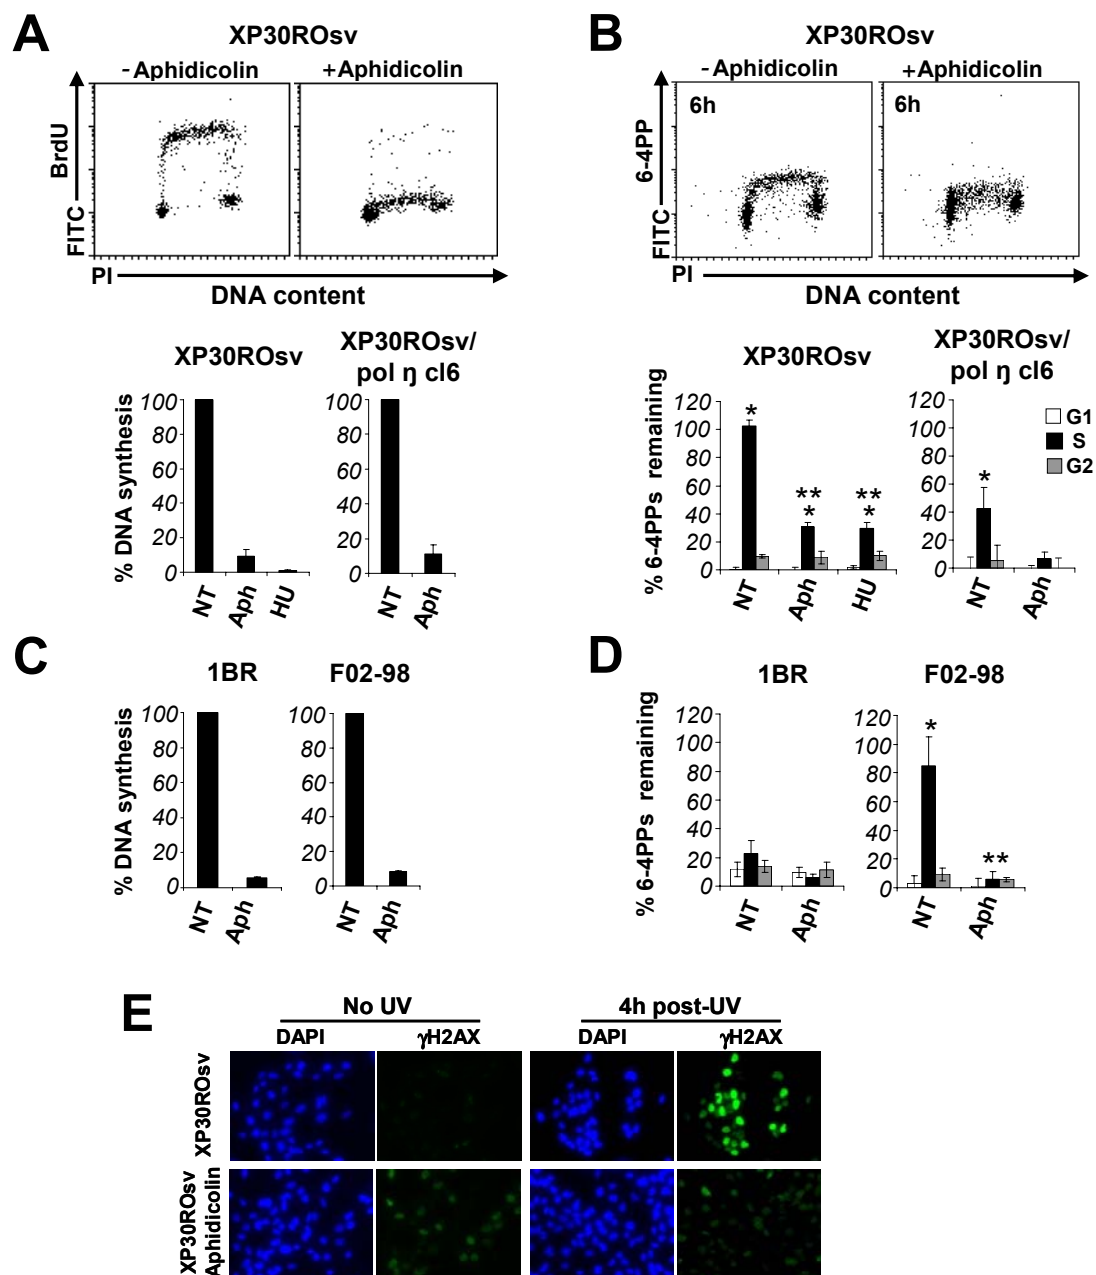 A
XP30ROsv
-Aphidicolin
+Aphidicolin
BrdU
FITC
PI
DNA content
XP30ROsv
XP30ROsv/
pol η cl6
% DNA synthesis
100
80
60
40
20
0
NT
Aph
HU
100
80
60
40
20
0
NT
Aph
B
XP30ROsv
-Aphidicolin
+Aphidicolin
6h
6h
6-4PP
FITC
PI
DNA content
XP30ROsv
XP30ROsv/
pol η cl6
% 6-4PPs remaining
120
100
80
60
40
20
0
*
**
*
**
*
NT
Aph
HU
120
100
80
60
40
20
0
*
NT
Aph
G1
S
G2
C
1BR
F02-98
% DNA synthesis
100
80
60
40
20
0
NT
Aph
100
80
60
40
20
0
NT
Aph
D
1BR
F02-98
% 6-4PPs remaining
120
100
80
60
40
20
0
NT
Aph
120
100
80
60
40
20
0
*
**
NT
Aph
E
No UV
4h post-UV
DAPI
γH2AX
DAPI
γH2AX
XP30ROsv
XP30ROsv
Aphidicolin